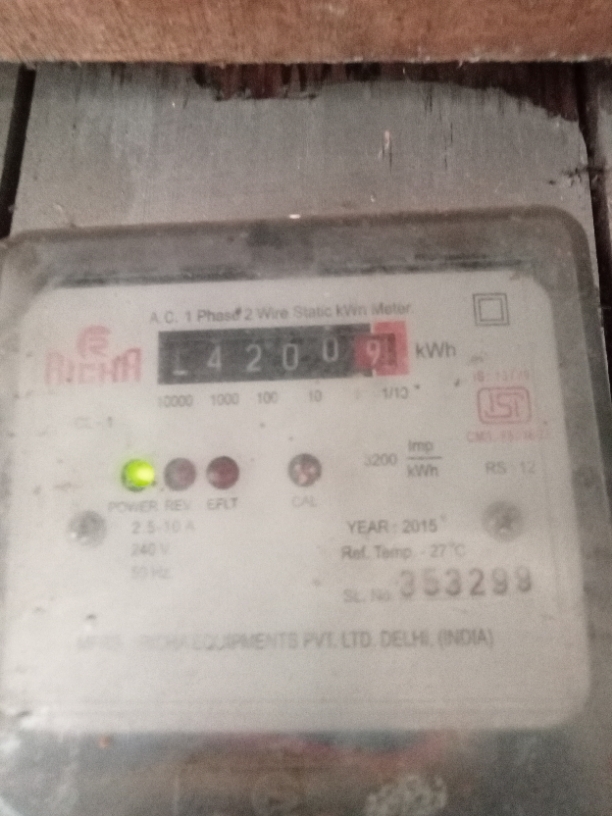 A.C. 1 Phase 2 Wire Static kWh Meter.
RICHA
4 2 0 0 9 kWh
10000 1000 100 10 1/10
CL - 1
3200 Imp/kWh
RS : 12
POWER REV EFLT CAL
2.5-10 A
240 V
50 Hz.
YEAR : 2015
Ref. Temp. - 27°C
SL. No. 353299
RICHA EQUIPMENTS PVT. LTD. DELHI, (INDIA)